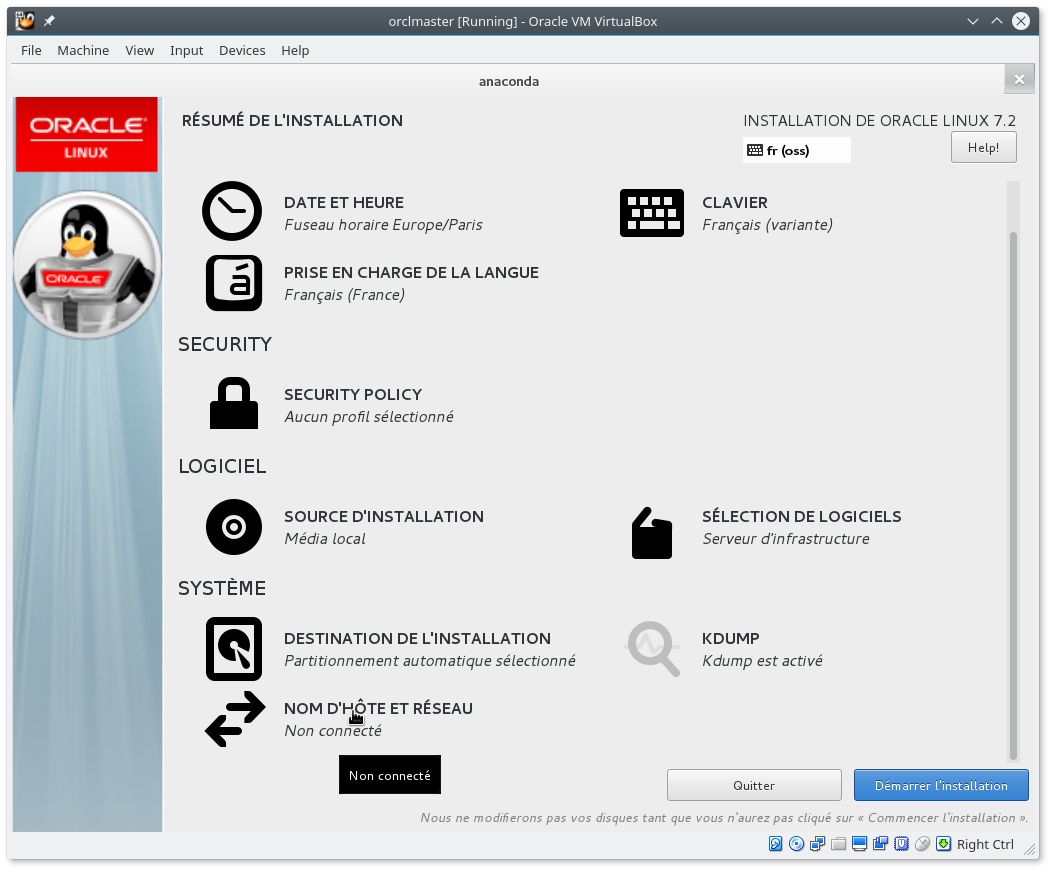 orclmaster [Running] - Oracle VM VirtualBox
File Machine View Input Devices Help
anaconda
ORACLE
LINUX
RÉSUMÉ DE L'INSTALLATION
INSTALLATION DE ORACLE LINUX 7.2
fr (oss)
Help!
DATE ET HEURE
Fuseau horaire Europe/Paris
CLAVIER
Français (variante)
ORACLE
PRISE EN CHARGE DE LA LANGUE
Français (France)
SECURITY
SECURITY POLICY
Aucun profil sélectionné
LOGICIEL
SOURCE D'INSTALLATION
Média local
SÉLECTION DE LOGICIELS
Serveur d'infrastructure
SYSTÈME
DESTINATION DE L'INSTALLATION
Partitionnement automatique sélectionné
KDUMP
Kdump est activé
NOM D'HÔTE ET RÉSEAU
Non connecté
Non connecté
Quitter
Démarrer l'installation
Nous ne modifierons pas vos disques tant que vous n'aurez pas cliqué sur « Commencer l'installation ».
Right Ctrl